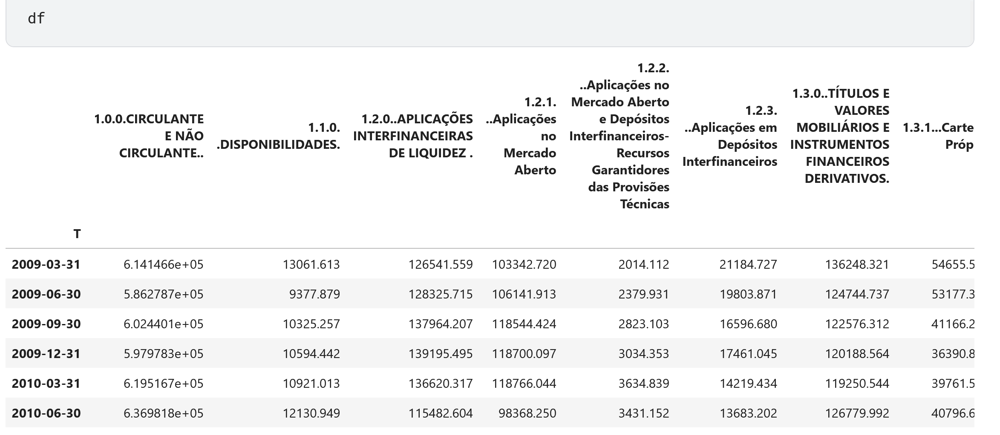 df
1.0.0.CIRCULANTE
E NÃO
CIRCULANTE..
1.1.0.
.DISPONIBILIDADES.
1.2.0..APLICAÇÕES
INTERFINANCEIRAS
DE LIQUIDEZ .
1.2.1.
..Aplicações
no
Mercado
Aberto
1.2.2.
..Aplicações no
Mercado Aberto
e Depósitos
Interfinanceiros-
Recursos
Garantidores
das Provisões
Técnicas
1.2.3.
..Aplicações em
Depósitos
Interfinanceiros
1.3.0..TÍTULOS E
VALORES
MOBILIÁRIOS E
INSTRUMENTOS
FINANCEIROS
DERIVATIVOS.
1.3.1...Carte
Próp
T
2009-03-31 6.141466e+05 13061.613 126541.559 103342.720 2014.112 21184.727 136248.321 54655.5
2009-06-30 5.862787e+05 9377.879 128325.715 106141.913 2379.931 19803.871 124744.737 53177.3
2009-09-30 6.024401e+05 10325.257 137964.207 118544.424 2823.103 16596.680 122576.312 41166.2
2009-12-31 5.979783e+05 10594.442 139195.495 118700.097 3034.353 17461.045 120188.564 36390.8
2010-03-31 6.195167e+05 10921.013 136620.317 118766.044 3634.839 14219.434 119250.544 39761.5
2010-06-30 6.369818e+05 12130.949 115482.604 98368.250 3431.152 13683.202 126779.992 40796.6